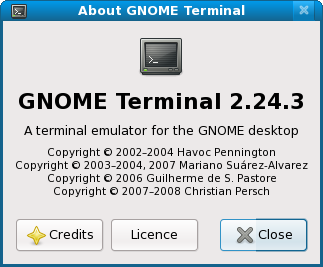 About GNOME Terminal
GNOME Terminal 2.24.3
A terminal emulator for the GNOME desktop
Copyright © 2002–2004 Havoc Pennington
Copyright © 2003–2004, 2007 Mariano Suárez-Alvarez
Copyright © 2006 Guilherme de S. Pastore
Copyright © 2007–2008 Christian Persch
Credits
Licence
Close